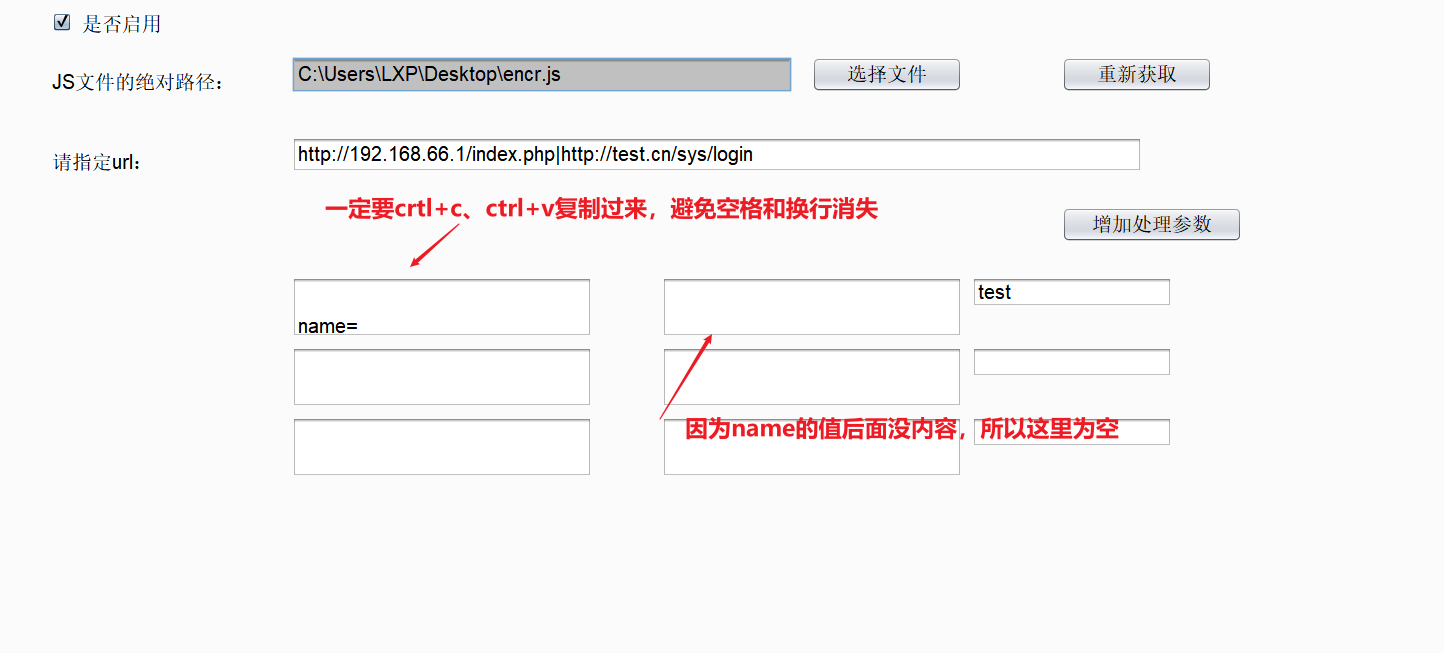 是否启用
JS文件的绝对路径： C:\Users\LXP\Desktop\encr.js 选择文件 重新获取
请指定url： http://192.168.66.1/index.php|http://test.cn/sys/login
一定要crtl+c、ctrl+v复制过来，避免空格和换行消失
增加处理参数
test
name=
因为name的值后面没内容，所以这里为空